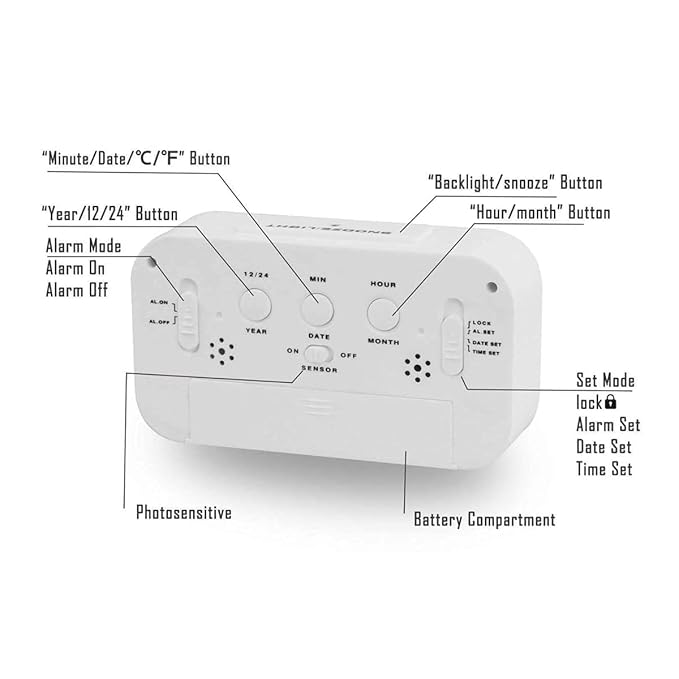 "Minute/Date/℃/℉" Button
"Backlight/snooze" Button
"Year/12/24" Button
"Hour/month" Button
Alarm Mode
Alarm On
Alarm Off
SNOOZE/LIGHT
12/24
MIN
HOUR
AL.ON
AL.OFF
YEAR
DATE
MONTH
LOCK
AL.SET
DATE SET
TIME SET
ON
OFF
SENSOR
Set Mode
lock
Alarm Set
Date Set
Time Set
Photosensitive
Battery Compartment